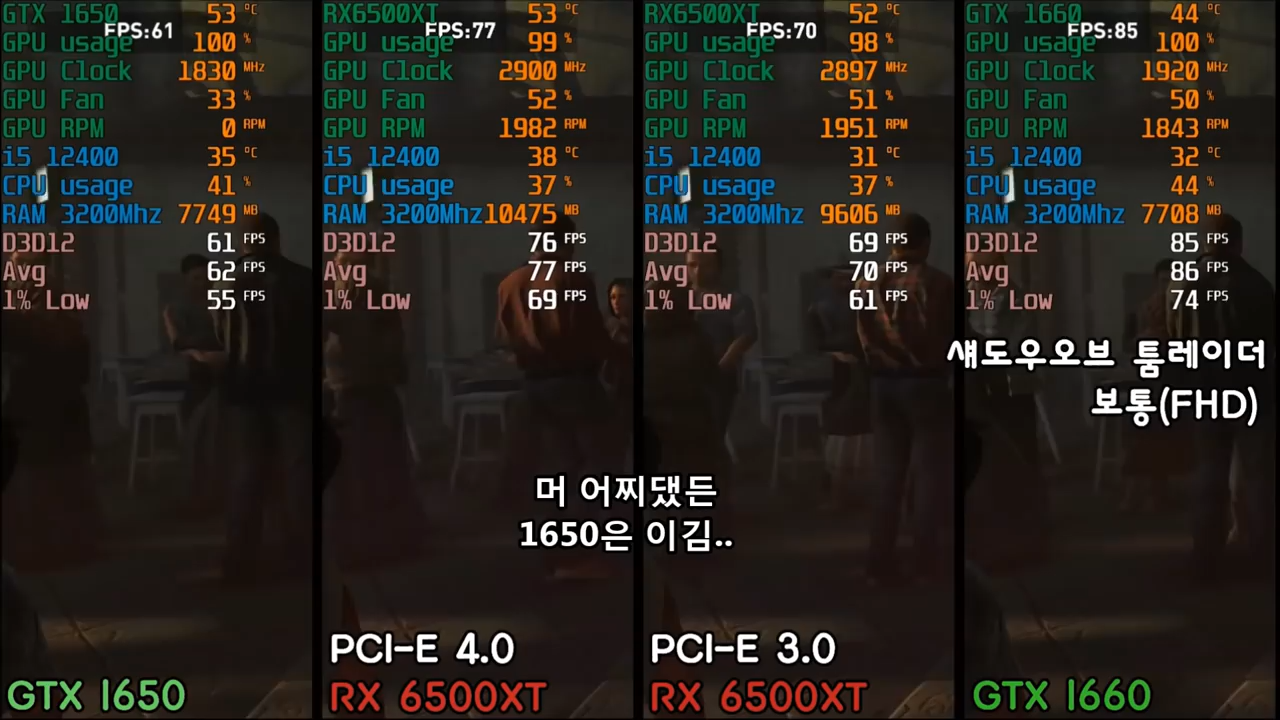 GTX 1650 53 °C
FPS:61
GPU usage 100 %
GPU Clock 1830 MHz
GPU Fan 33 %
GPU RPM 0 RPM
i5 12400 35 °C
CPU usage 41 %
RAM 3200Mhz 7749 MB
D3D12 61 FPS
Avg 62 FPS
1% Low 55 FPS
GTX 1650
RX6500XT 53 °C
FPS:77
GPU usage 99 %
GPU Clock 2900 MHz
GPU Fan 52 %
GPU RPM 1982 RPM
i5 12400 38 °C
CPU usage 37 %
RAM 3200Mhz 10475 MB
D3D12 76 FPS
Avg 77 FPS
1% Low 69 FPS
PCI-E 4.0
RX 6500XT
RX6500XT 52 °C
FPS:70
GPU usage 98 %
GPU Clock 2897 MHz
GPU Fan 51 %
GPU RPM 1951 RPM
i5 12400 31 °C
CPU usage 37 %
RAM 3200Mhz 9606 MB
D3D12 69 FPS
Avg 70 FPS
1% Low 61 FPS
PCI-E 3.0
RX 6500XT
GTX 1660 44 °C
FPS:85
GPU usage 100 %
GPU Clock 1920 MHz
GPU Fan 50 %
GPU RPM 1843 RPM
i5 12400 32 °C
CPU usage 44 %
RAM 3200Mhz 7708 MB
D3D12 85 FPS
Avg 86 FPS
1% Low 74 FPS
섀도우오브 툼레이더
보통(FHD)
GTX 1660
머 어찌댔든
1650은 이김..